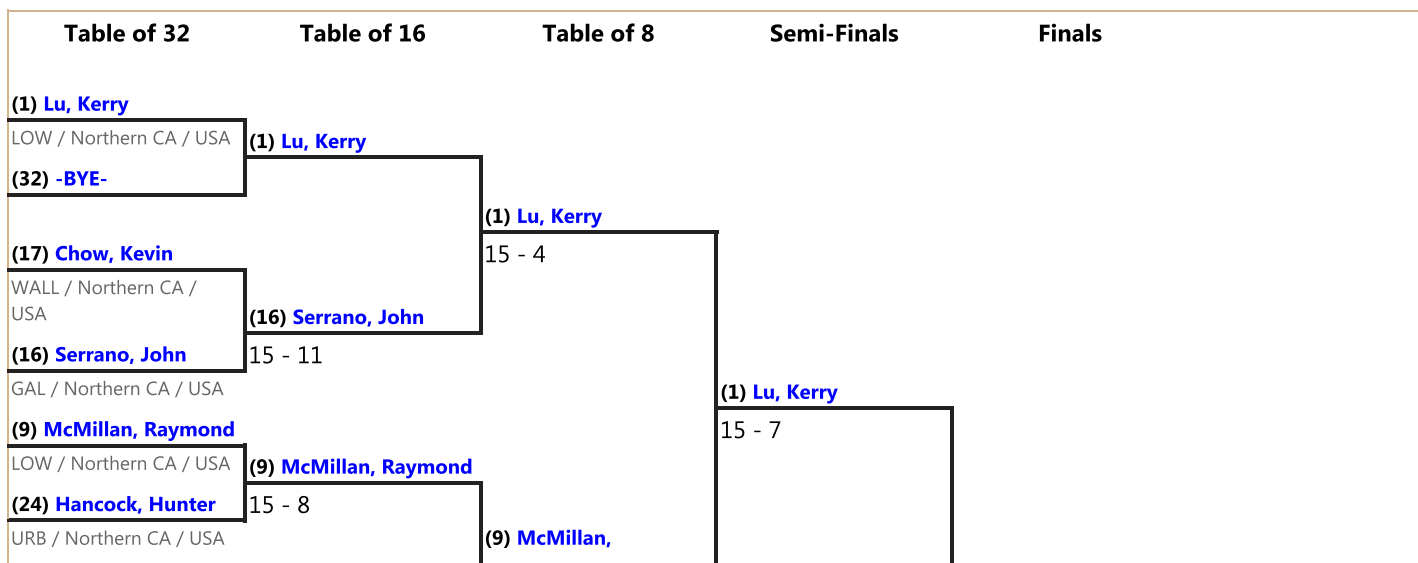 Table of 32 Table of 16 Table of 8 Semi-Finals Finals
(1) Lu, Kerry
LOW / Northern CA / USA
(1) Lu, Kerry
(32) -BYE-
(1) Lu, Kerry
15 - 4
(17) Chow, Kevin
WALL / Northern CA /
USA
(16) Serrano, John
15 - 11
(16) Serrano, John
GAL / Northern CA / USA
(1) Lu, Kerry
15 - 7
(9) McMillan, Raymond
LOW / Northern CA / USA
(9) McMillan, Raymond
15 - 8
(24) Hancock, Hunter
URB / Northern CA / USA
(9) McMillan,